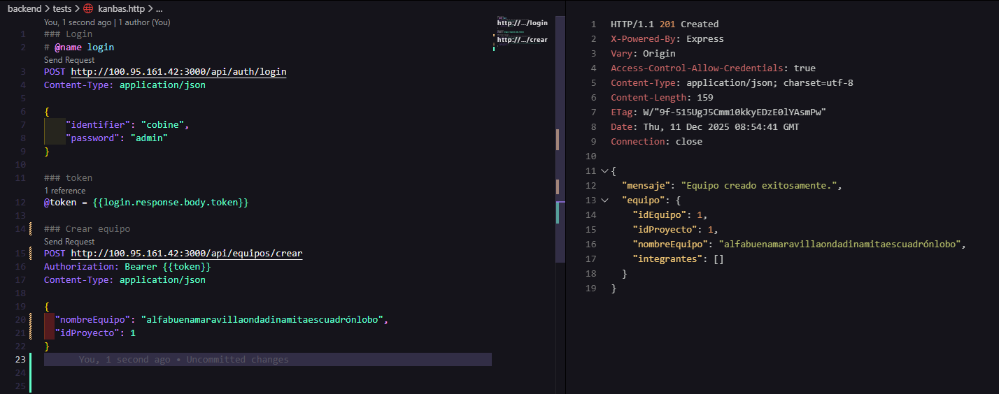 backend > tests > kanbas.http > ...
You, 1 second ago | 1 author (You)
1 ### Login
2 # @name login
Send Request
3 POST http://100.95.161.42:3000/api/auth/login
4 Content-Type: application/json
5
6 {
7 "identifier": "cobine",
8 "password": "admin"
9 }
10
11 ### token
1 reference
12 @token = {{login.response.body.token}}
13
14 ### Crear equipo
Send Request
15 POST http://100.95.161.42:3000/api/equipos/crear
16 Authorization: Bearer {{token}}
17 Content-Type: application/json
18
19 {
20 "nombreEquipo": "alfabuenamaravillaondadinamitaescuadrónlobo",
21 "idProyecto": 1
22 }
23 You, 1 second ago • Uncommitted changes
24
25
http://.../login
http://.../crear
1 HTTP/1.1 201 Created
2 X-Powered-By: Express
3 Vary: Origin
4 Access-Control-Allow-Credentials: true
5 Content-Type: application/json; charset=utf-8
6 Content-Length: 159
7 ETag: W/"9f-515UgJ5Cmm10kkyEDzE0lYAsmPw"
8 Date: Thu, 11 Dec 2025 08:54:41 GMT
9 Connection: close
10
11 {
12 "mensaje": "Equipo creado exitosamente.",
13 "equipo": {
14 "idEquipo": 1,
15 "idProyecto": 1,
16 "nombreEquipo": "alfabuenamaravillaondadinamitaescuadrónlobo",
17 "integrantes": []
18 }
19 }